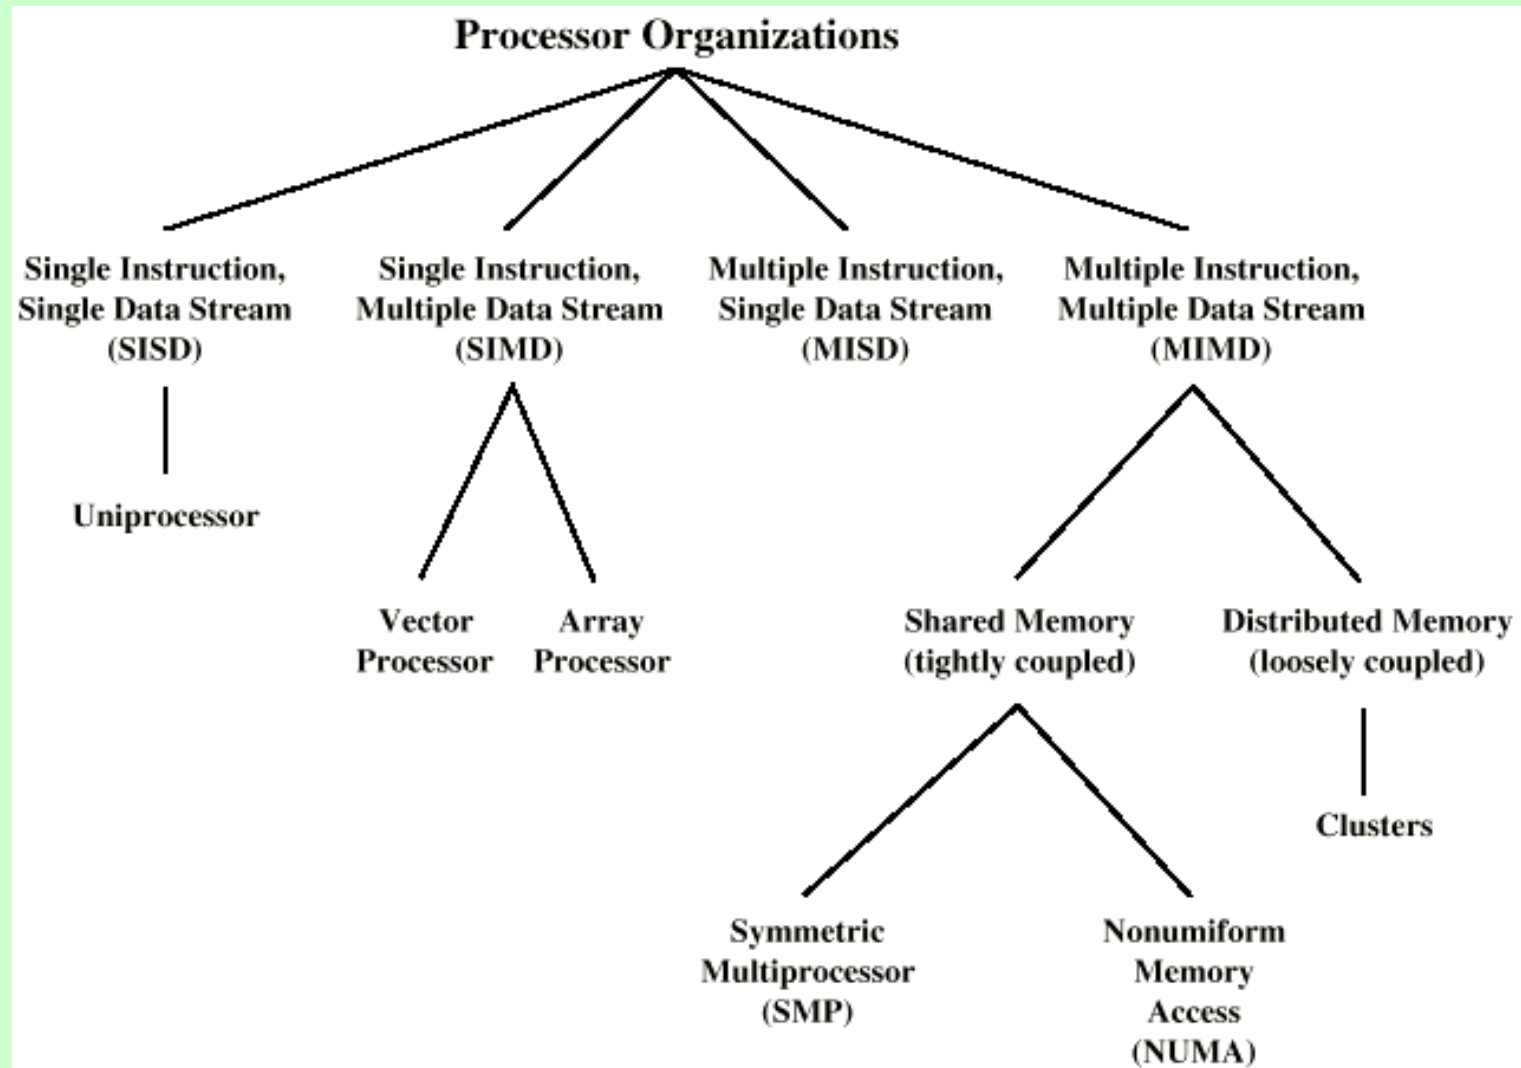 Processor Organizations
Single Instruction,
Single Data Stream
(SISD)
Single Instruction,
Multiple Data Stream
(SIMD)
Multiple Instruction,
Single Data Stream
(MISD)
Multiple Instruction,
Multiple Data Stream
(MIMD)
Uniprocessor
Vector
Processor
Array
Processor
Shared Memory
(tightly coupled)
Distributed Memory
(loosely coupled)
Clusters
Symmetric
Multiprocessor
(SMP)
Nonumiform
Memory
Access
(NUMA)